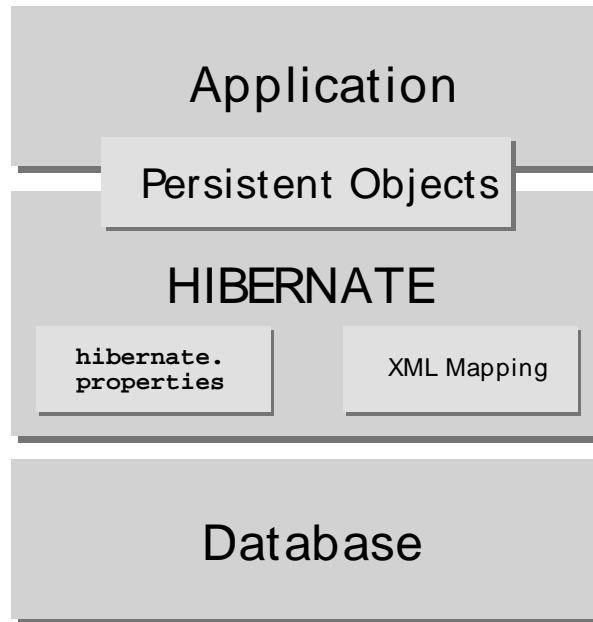 Application
Persistent Objects
HIBERNATE
hibernate.
properties
XML Mapping
Database